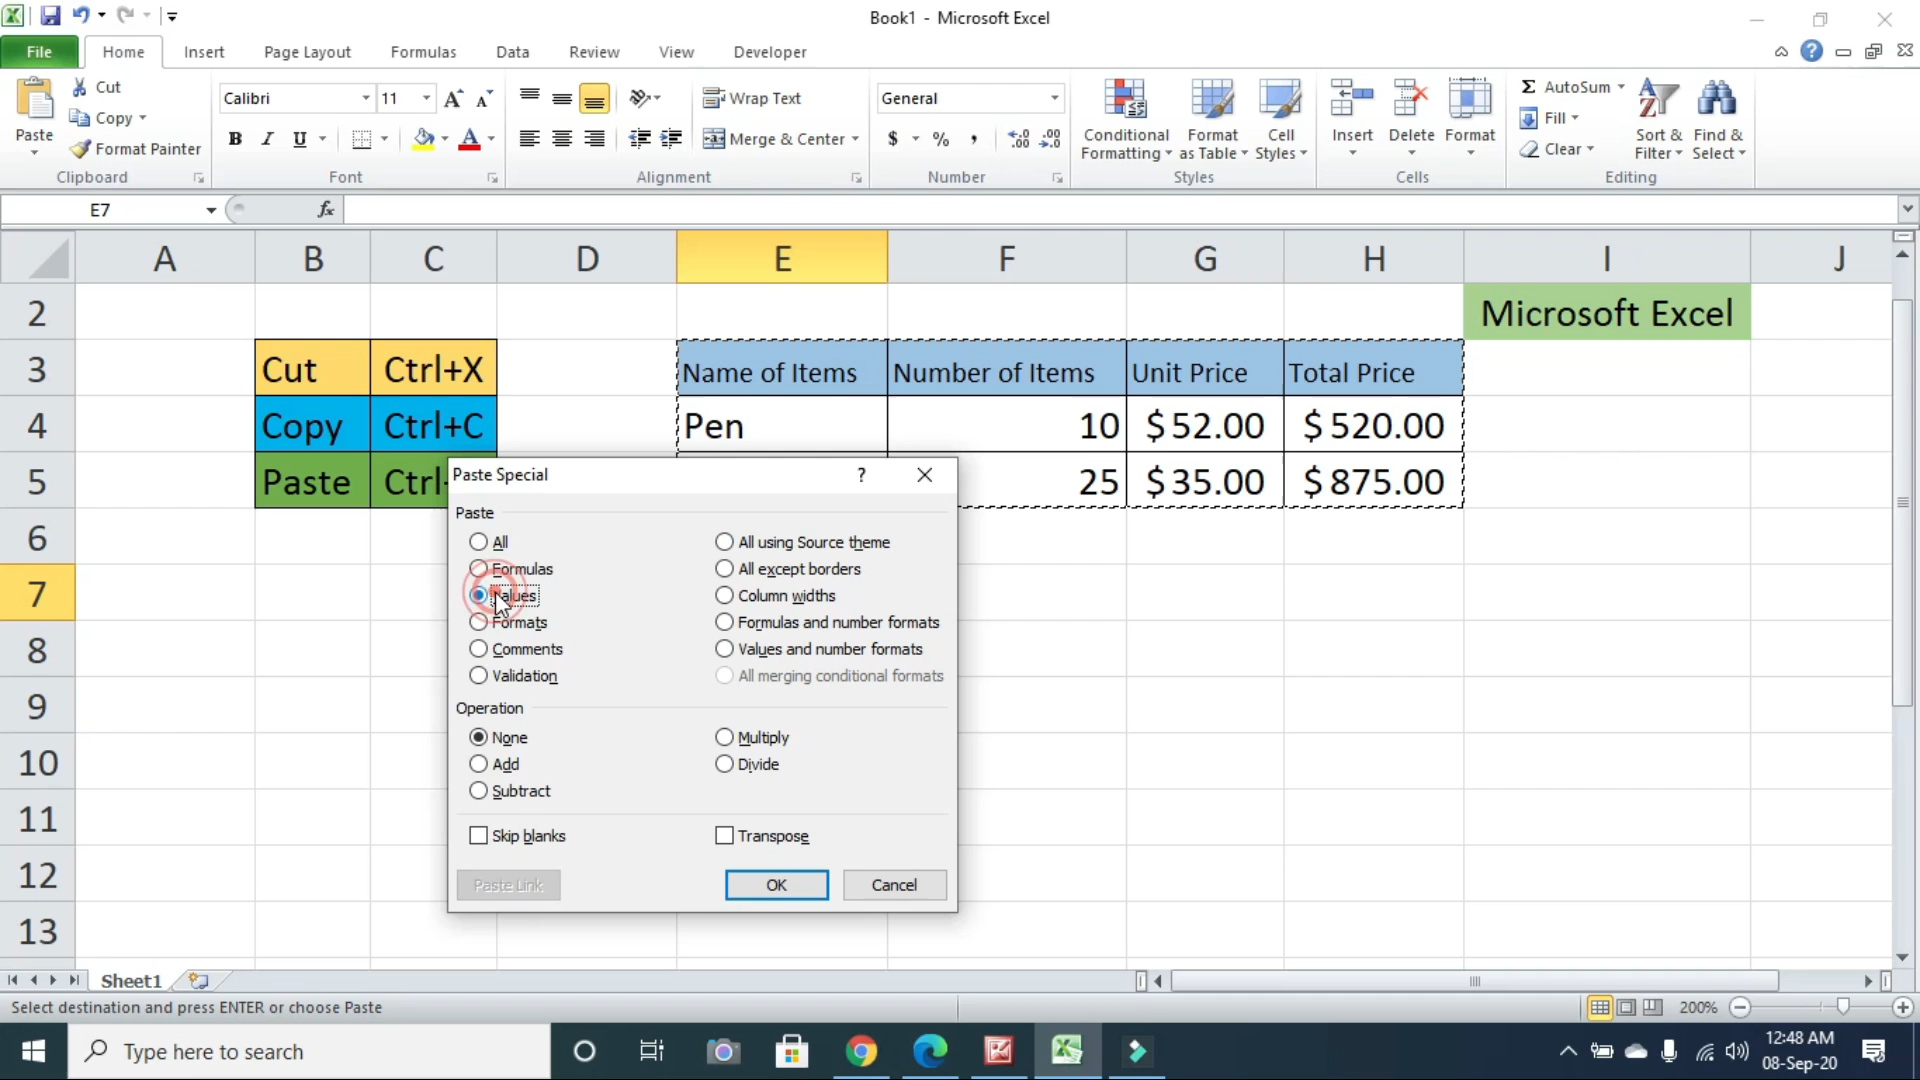 Book1 - Microsoft Excel
File Home Insert Page Layout Formulas Data Review View Developer
Paste
Cut
Copy
Format Painter
Clipboard
Calibri 11
B I U
Font
Wrap Text
Merge & Center
Alignment
General
$ % ,
Number
Conditional Formatting
Format as Table
Cell Styles
Styles
Insert Delete Format
Cells
Σ AutoSum
Fill
Clear
Sort & Filter
Find & Select
Editing
E7 fx
A B C D E F G H I J
2 Microsoft Excel
3 Cut Ctrl+X Name of Items Number of Items Unit Price Total Price
4 Copy Ctrl+C Pen 10 $52.00 $520.00
5 Paste 25 $35.00 $875.00
6
7
8
9
10
11
12
13
Paste Special ?
Paste
All All using Source theme
Formulas All except borders
Values Column widths
Formats Formulas and number formats
Comments Values and number formats
Validation All merging conditional formats
Operation
None Multiply
Add Divide
Subtract
Skip blanks Transpose
Paste Link OK Cancel
Sheet1
Select destination and press ENTER or choose Paste 200%
Type here to search
12:48 AM
08-Sep-20